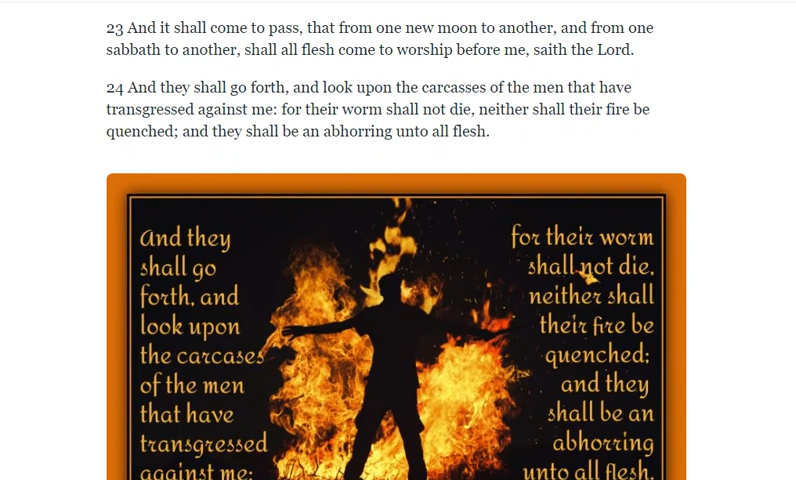 23 And it shall come to pass, that from one new moon to another, and from one
sabbath to another, shall all flesh come to worship before me, saith the Lord.
24 And they shall go forth, and look upon the carcasses of the men that have
transgressed against me: for their worm shall not die, neither shall their fire be
quenched; and they shall be an abhorring unto all flesh.
And they
shall go
forth, and
look upon
the carcases
of the men
that have
transgressed
against me:
for their worm
shall not die,
neither shall
their fire be
quenched;
and they
shall be an
abhorring
unto all flesh.